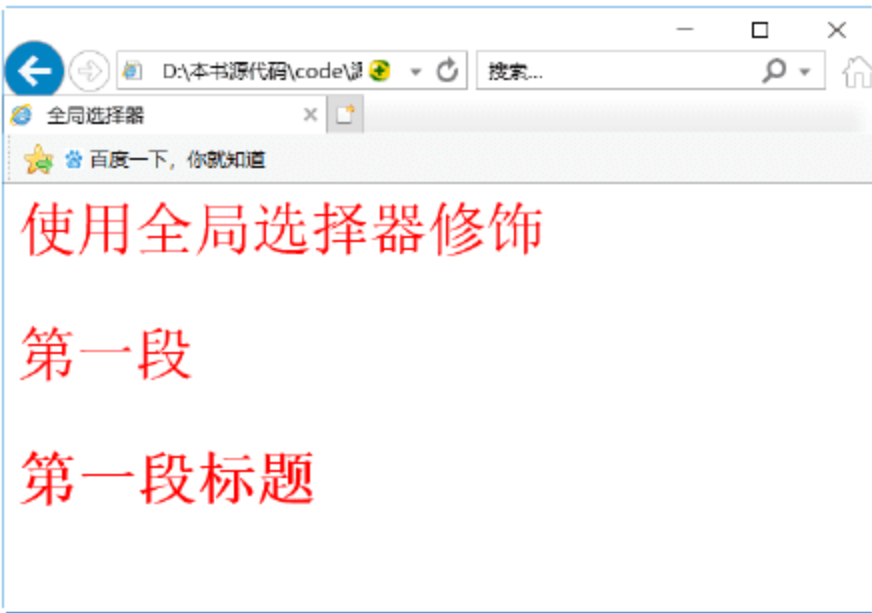 D:\本书源代码\code\
搜索...
全局选择器
百度一下，你就知道
使用全局选择器修饰
第一段
第一段标题